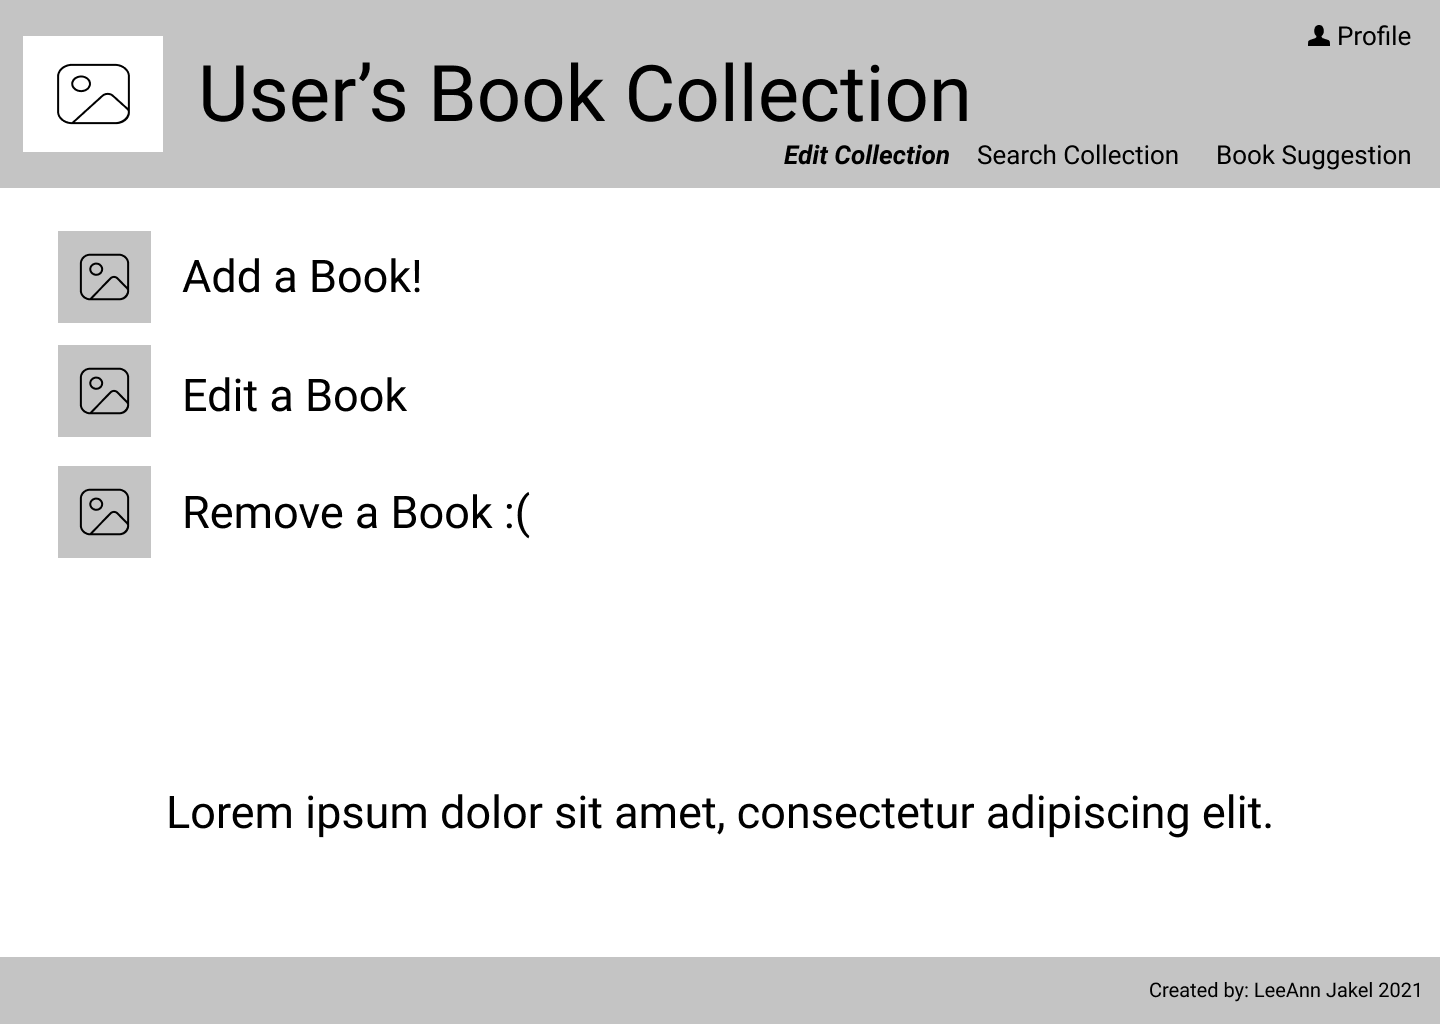 Profile
User’s Book Collection
Edit Collection Search Collection Book Suggestion
Add a Book!
Edit a Book
Remove a Book :(
Lorem ipsum dolor sit amet, consectetur adipiscing elit.
Created by: LeeAnn Jakel 2021